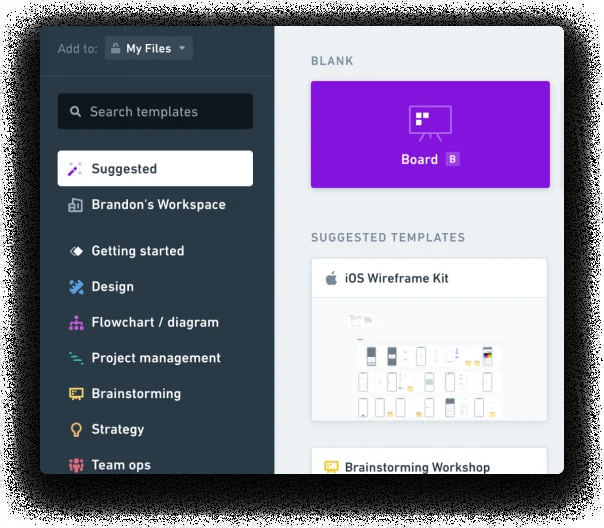 Add to: My Files
Search templates
Suggested
Brandon's Workspace
Getting started
Design
Flowchart / diagram
Project management
Brainstorming
Strategy
Team ops
BLANK
Board B
SUGGESTED TEMPLATES
iOS Wireframe Kit
Brainstorming Workshop